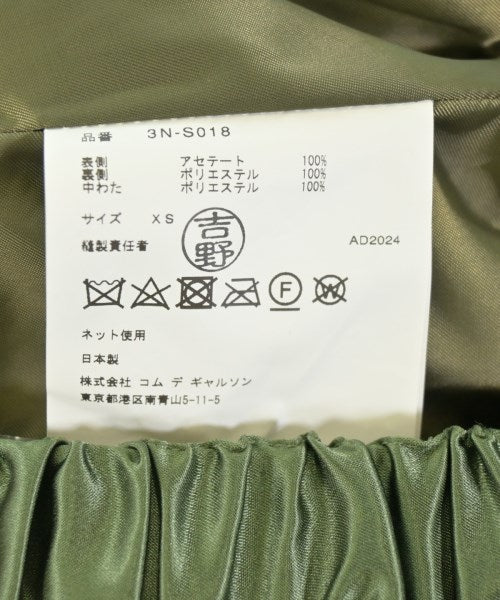 品番 3N-S018
表側 アセテート 100%
裏側 ポリエステル 100%
中わた ポリエステル 100%
サイズ XS
吉野
縫製責任者 AD2024
F W
ネット使用
日本製
株式会社 コム デ ギャルソン
東京都港区南青山5-11-5